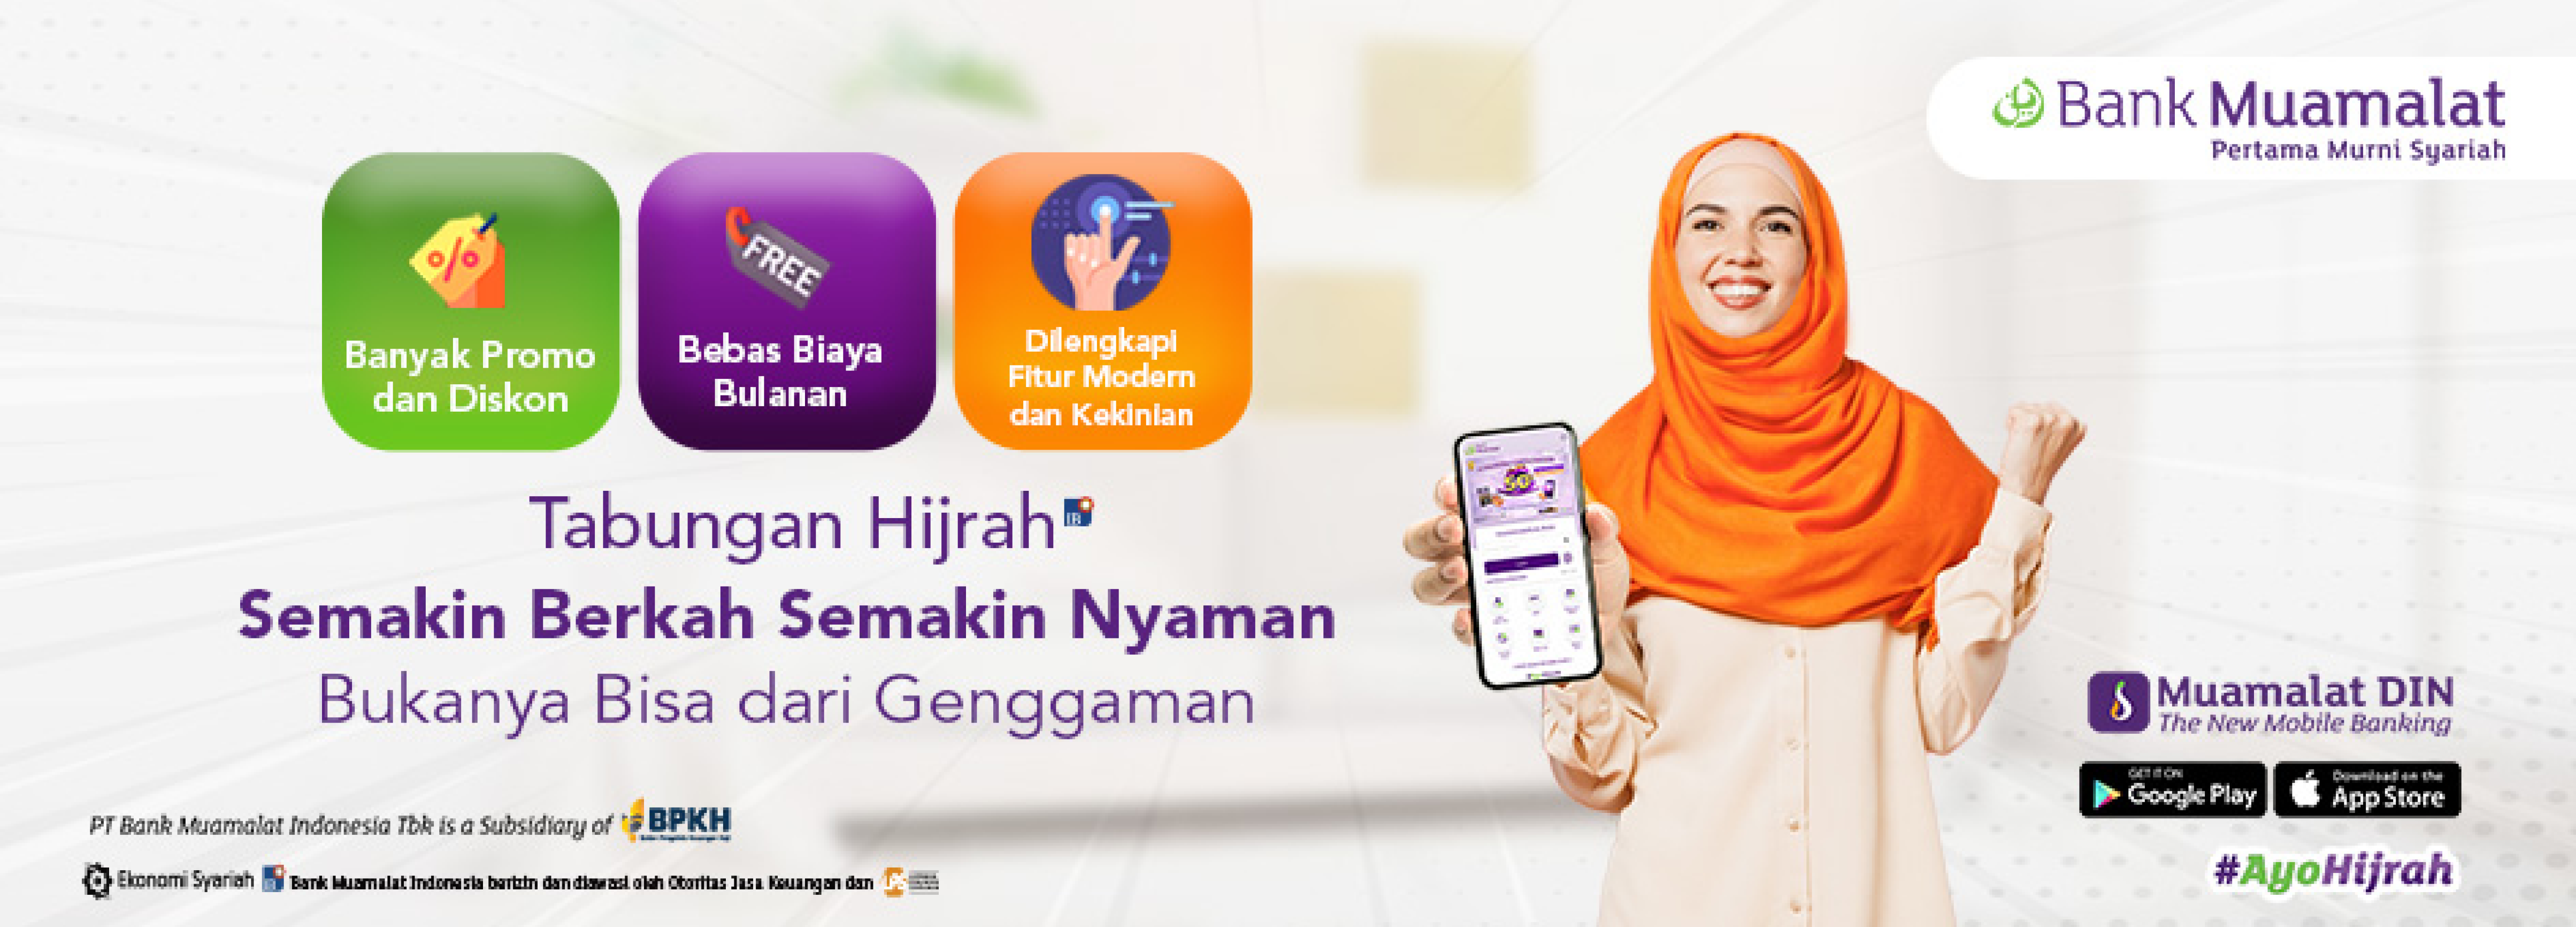 Bank Muamalat
Pertama Murni Syariah
FREE
Banyak Promo
dan Diskon
Bebas Biaya
Bulanan
Dilengkapi
Fitur Modern
dan Kekinian
Tabungan Hijrah iB
Semakin Berkah Semakin Nyaman
Bukanya Bisa dari Genggaman
Muamalat DIN
The New Mobile Banking
GET IT ON
Google Play
Download on the
App Store
#AyoHijrah
PT Bank Muamalat Indonesia Tbk is a Subsidiary of BPKH
Ekonomi Syariah iB Bank Muamalat Indonesia berizin dan diawasi oleh Otoritas Jasa Keuangan dan LPS